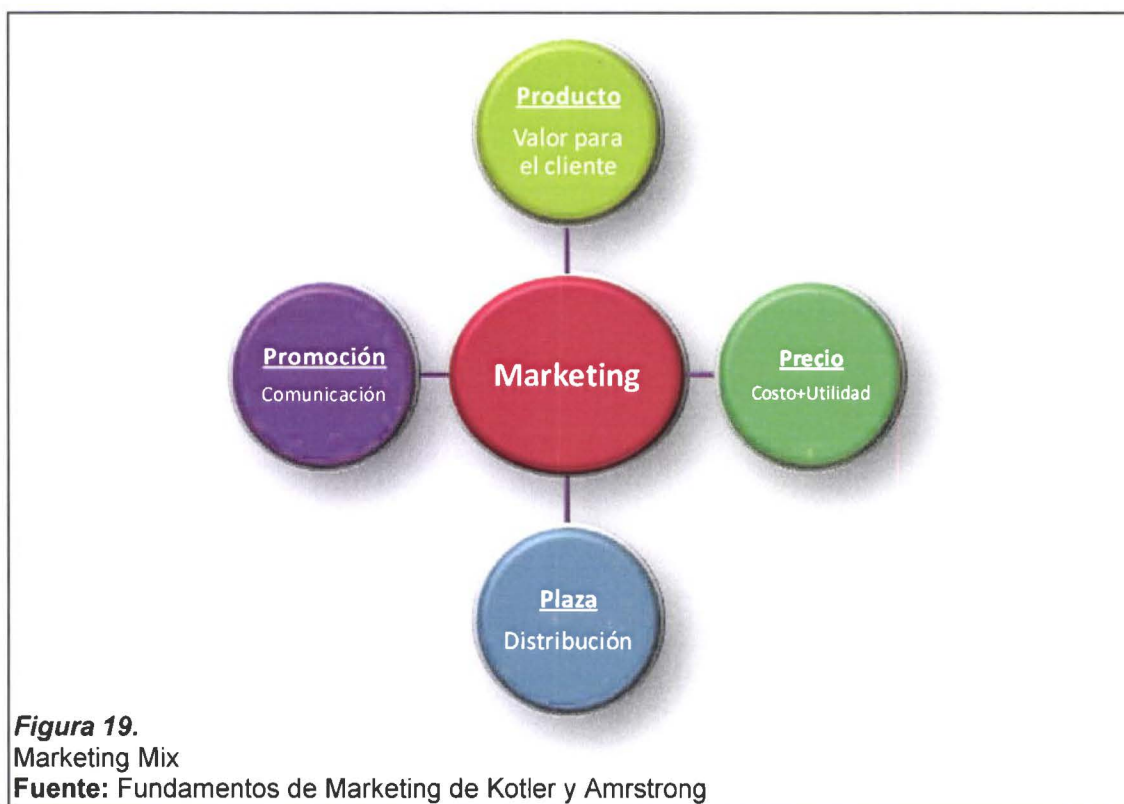 Producto
Valor para
el cliente
Promoción
Comunicación
Marketing
Precio
Costo+Utilidad
Plaza
Distribución
Figura 19.
Marketing Mix
Fuente: Fundamentos de Marketing de Kotler y Amrstrong